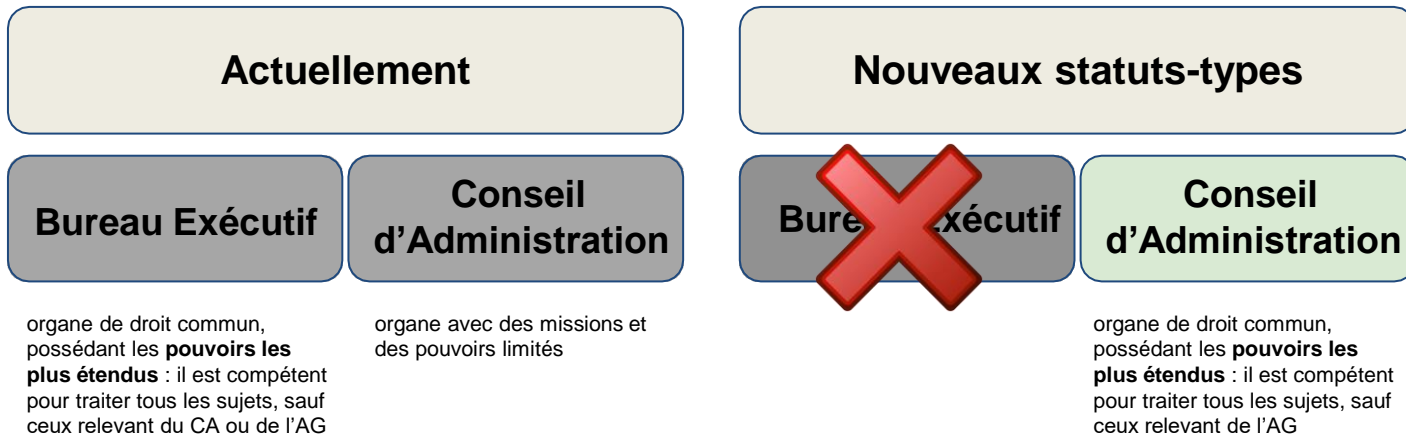 Actuellement
Nouveaux statuts-types
Bureau Exécutif
Conseil
d’Administration
organe de droit commun,
possédant les pouvoirs les
plus étendus : il est compétent
pour traiter tous les sujets, sauf
ceux relevant du CA ou de l’AG
organe avec des missions et
des pouvoirs limités
Bureau Exécutif
Conseil
d’Administration
organe de droit commun,
possédant les pouvoirs les
plus étendus : il est compétent
pour traiter tous les sujets, sauf
ceux relevant de l’AG